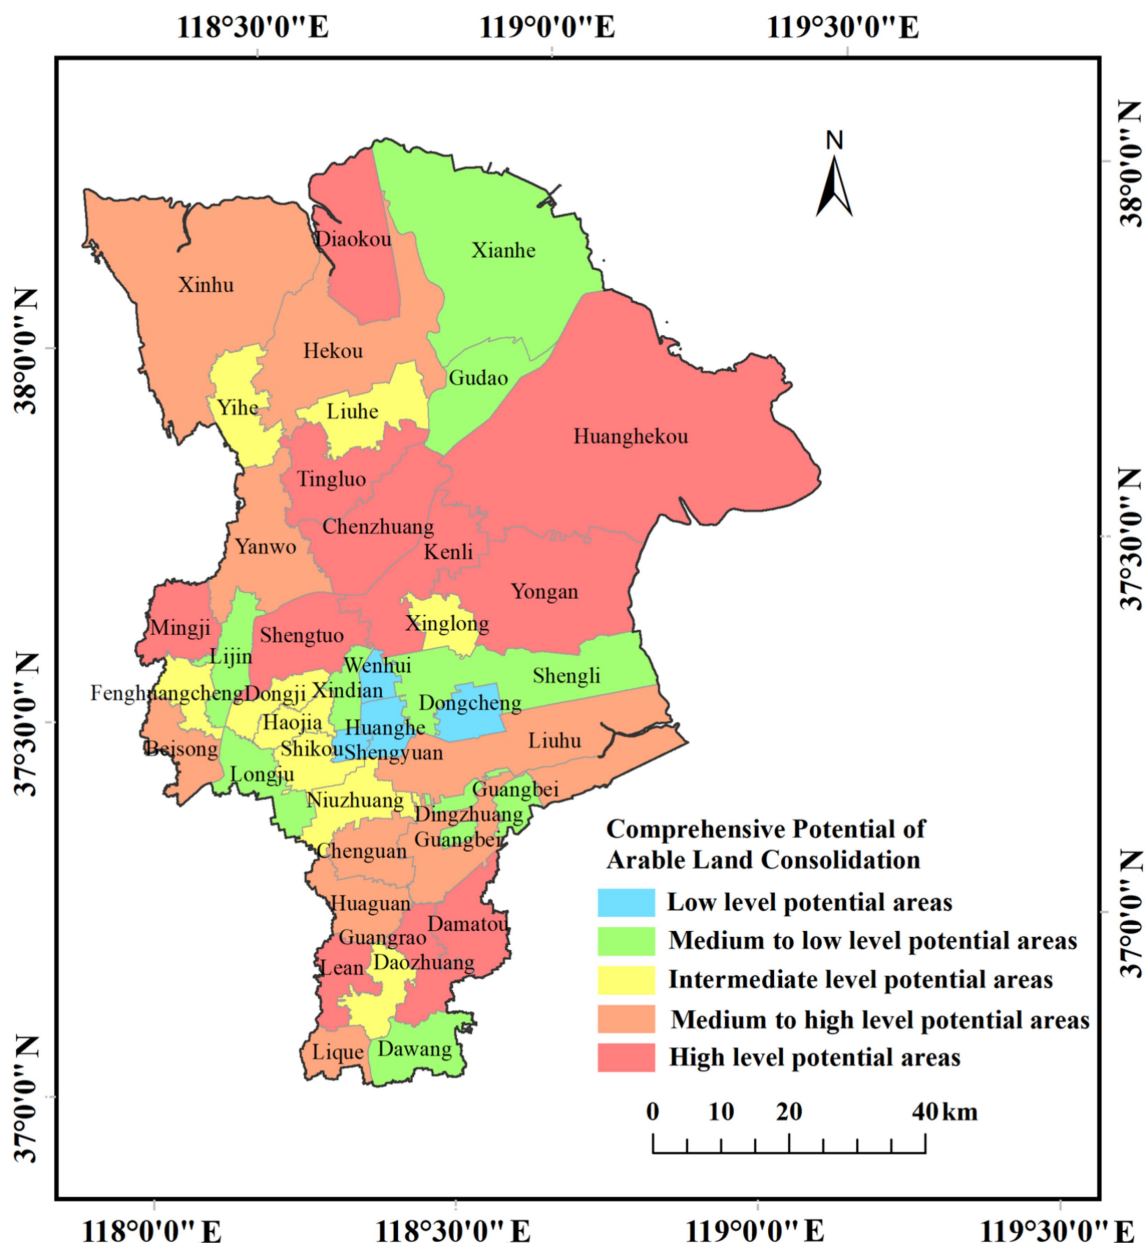 118°30'0"E
119°0'0"E
119°30'0"E
38°0'0"N
N
Diaokou
Xianhe
Xinhu
38°0'0"N
Hekou
Gudao
Yihe
Liuhe
Huanghekou
Tingluo
Chenzhuang
37°30'0"N
Yanwo
Kenli
Yongan
Mingji
Xinglong
Shengtuo
Lijin
Wenhui
Shengli
Fenghuangcheng
Dongji
Xindian
Dongcheng
37°30'0"N
Haojia
Huanghe
Beisong
Shikou
Shengyuan
Liuhu
Longju
Guangbei
Niuzhuang
Dingzhuang
Guangbei
Chenguan
Comprehensive Potential of
Arable Land Consolidation
Huaguan
Low level potential areas
Damatou
37°0'0"N
Guangrao
Medium to low level potential areas
Lean
Daozhuang
Intermediate level potential areas
Medium to high level potential areas
Lique
Dawang
High level potential areas
37°0'0"N
0 10 20 40 km
118°0'0"E
118°30'0"E
119°0'0"E
119°30'0"E